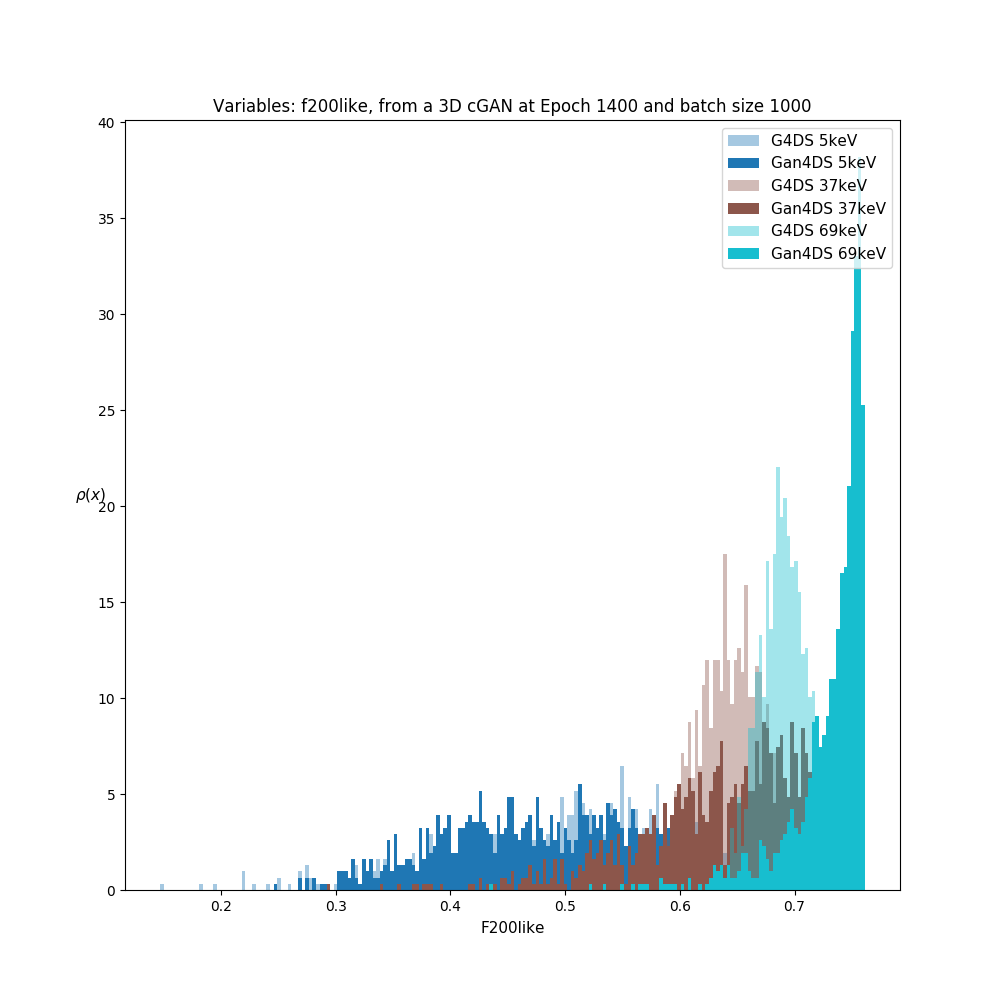 Variables: f200like, from a 3D cGAN at Epoch 1400 and batch size 1000
40
35
30
25
20
15
10
5
0
ρ(x)
G4DS 5keV
Gan4DS 5keV
G4DS 37keV
Gan4DS 37keV
G4DS 69keV
Gan4DS 69keV
0.2 0.3 0.4 0.5 0.6 0.7
F200like